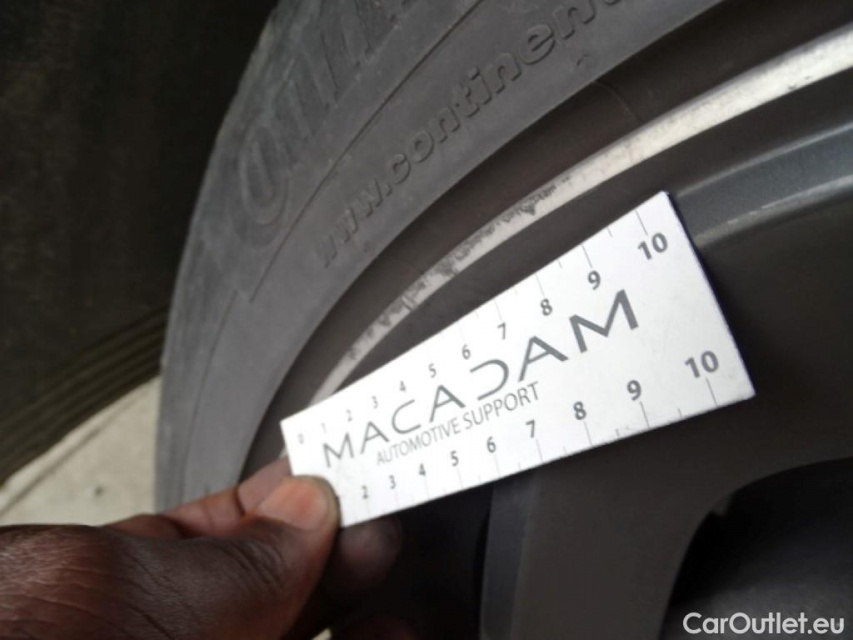 www.continen
0 1 2 3 4 5 6 7 8 9 10
MACADAM
AUTOMOTIVE SUPPORT
2 3 4 5 6 7 8 9 10
CarOutlet.eu